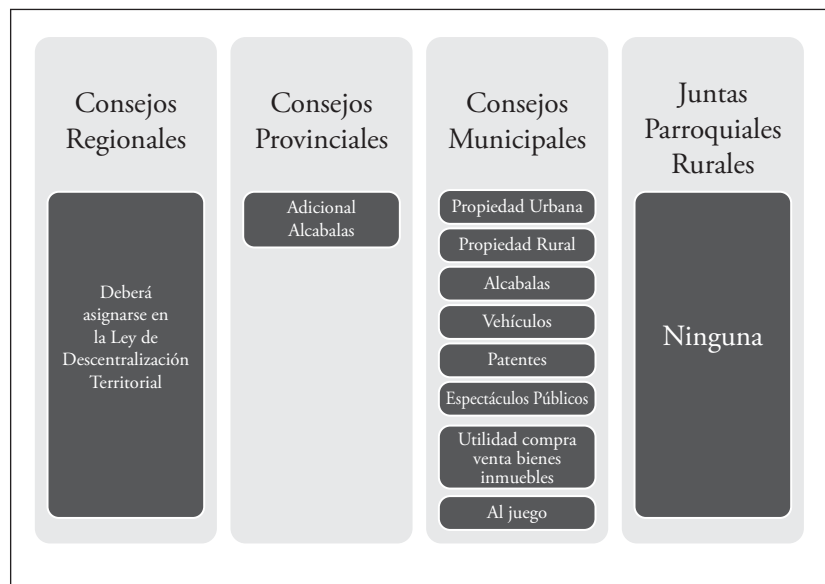 Consejos
Regionales
Deberá
asignarse en
la Ley de
Descentralización
Territorial
Consejos
Provinciales
Adicional
Alcabalas
Consejos
Municipales
Propiedad Urbana
Propiedad Rural
Alcabalas
Vehículos
Patentes
Espectáculos Públicos
Utilidad compra
venta bienes
inmuebles
Al juego
Juntas
Parroquiales
Rurales
Ninguna